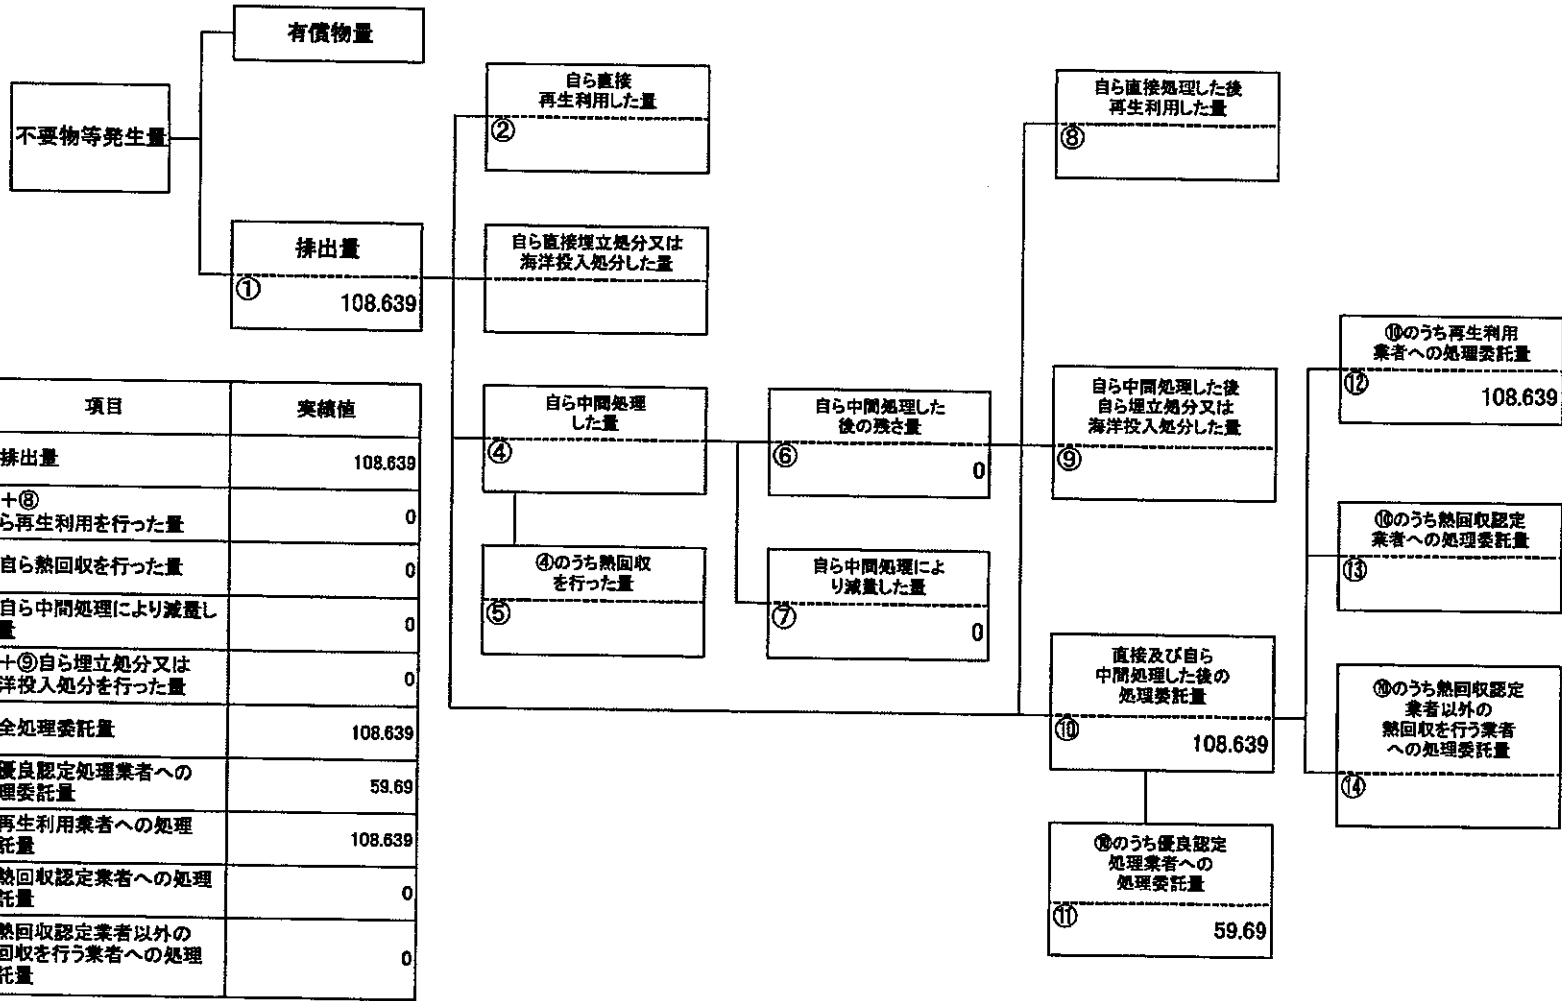 有償物量
不要物等発生量
排出量
①
108.639
自ら直接
再生利用した量
②
自ら直接埋立処分又は
海洋投入処分した量
自ら中間処理
した量
④
④のうち熱回収
を行った量
⑤
自ら中間処理した
後の残さ量
⑥
0
自ら中間処理によ
り減量した量
⑦
0
自ら直接処理した後
再生利用した量
⑧
自ら中間処理した後
自ら埋立処分又は
海洋投入処分した量
⑨
直接及び自ら
中間処理した後の
処理委託量
⑩
108.639
⑩のうち優良認定
処理業者への
処理委託量
⑪
59.69
⑩のうち再生利用
業者への処理委託量
⑫
108.639
⑩のうち熱回収認定
業者への処理委託量
⑬
⑩のうち熱回収認定
業者以外の
熱回収を行う業者
への処理委託量
⑭
項目 実績値
排出量 108.639
+⑧
ら再生利用を行った量 0
自ら熱回収を行った量 0
自ら中間処理により減量し
量 0
+⑨自ら埋立処分又は
洋投入処分を行った量 0
全処理委託量 108.639
優良認定処理業者への
理委託量 59.69
再生利用業者への処理
託量 108.639
熱回収認定業者への処理
託量 0
熱回収認定業者以外の
回収を行う業者への処理
託量 0